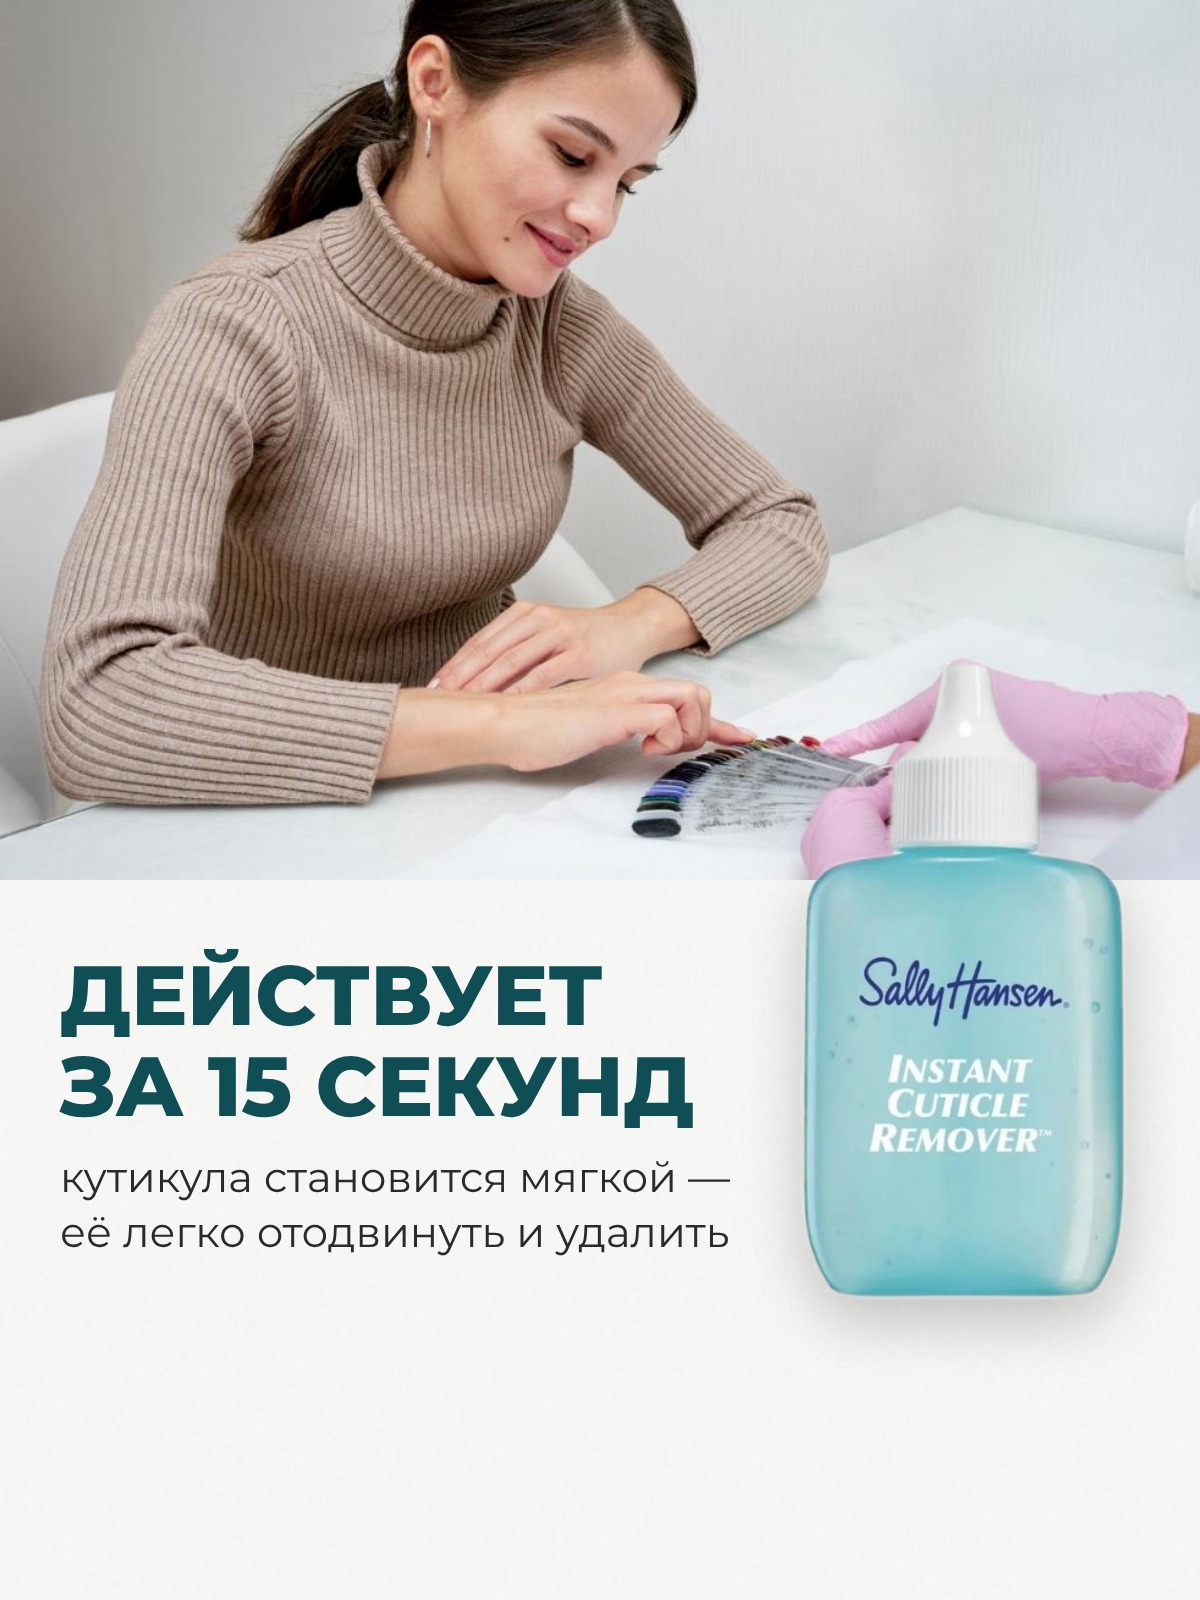 ДЕЙСТВУЕТ
ЗА 15 СЕКУНД
кутикула становится мягкой —
её легко отодвинуть и удалить
Sally Hansen®
INSTANT
CUTICLE
REMOVER™